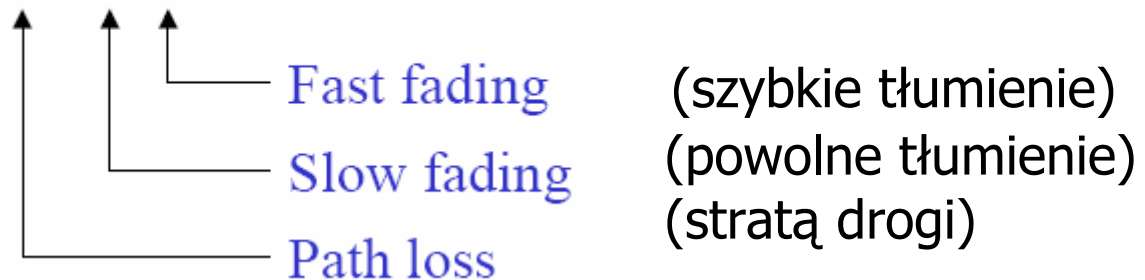 Fast fading (szybkie tłumienie)
Slow fading (powolne tłumienie)
Path loss (stratą drogi)